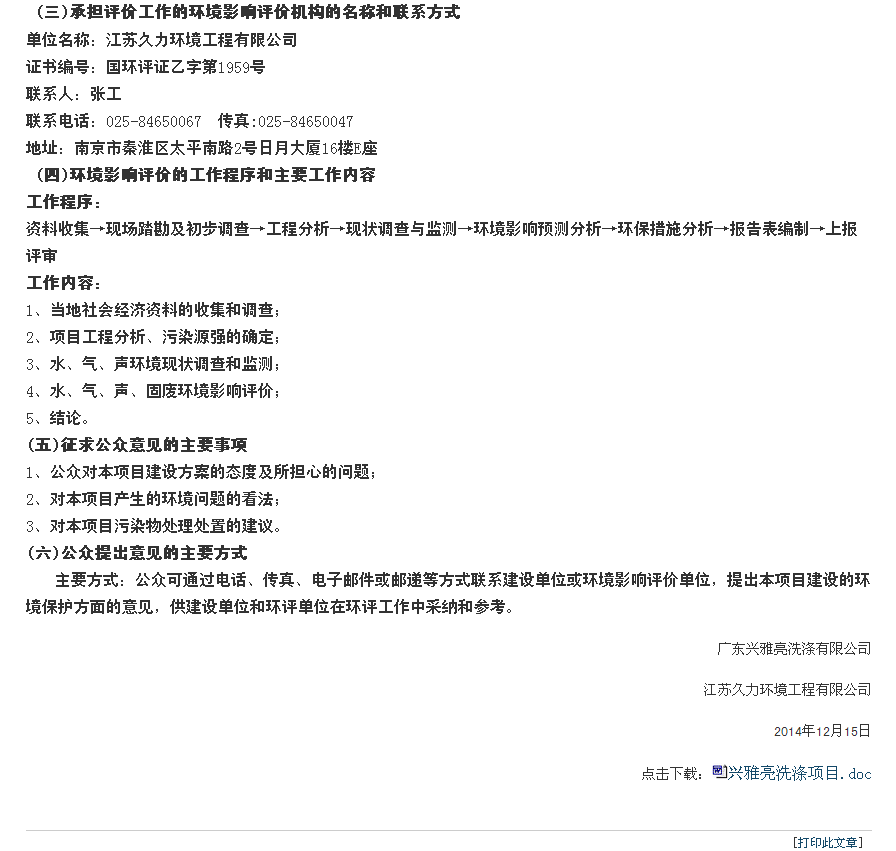 (三)承担评价工作的环境影响评价机构的名称和联系方式
单位名称：江苏久力环境工程有限公司
证书编号：国环评证乙字第1959号
联系人：张工
联系电话：025-84650067  传真:025-84650047
地址：南京市秦淮区太平南路2号日月大厦16楼E座
(四)环境影响评价的工作程序和主要工作内容
工作程序：
资料收集→现场踏勘及初步调查→工程分析→现状调查与监测→环境影响预测分析→环保措施分析→报告表编制→上报
评审
工作内容：
1、当地社会经济资料的收集和调查；
2、项目工程分析、污染源强的确定；
3、水、气、声环境现状调查和监测；
4、水、气、声、固废环境影响评价；
5、结论。
(五)征求公众意见的主要事项
1、公众对本项目建设方案的态度及所担心的问题；
2、对本项目产生的环境问题的看法；
3、对本项目污染物处理处置的建议。
(六)公众提出意见的主要方式
主要方式：公众可通过电话、传真、电子邮件或邮递等方式联系建设单位或环境影响评价单位，提出本项目建设的环
境保护方面的意见，供建设单位和环评单位在环评工作中采纳和参考。
广东兴雅亮洗涤有限公司
江苏久力环境工程有限公司
2014年12月15日
点击下载：兴雅亮洗涤项目.doc
[打印此文章]